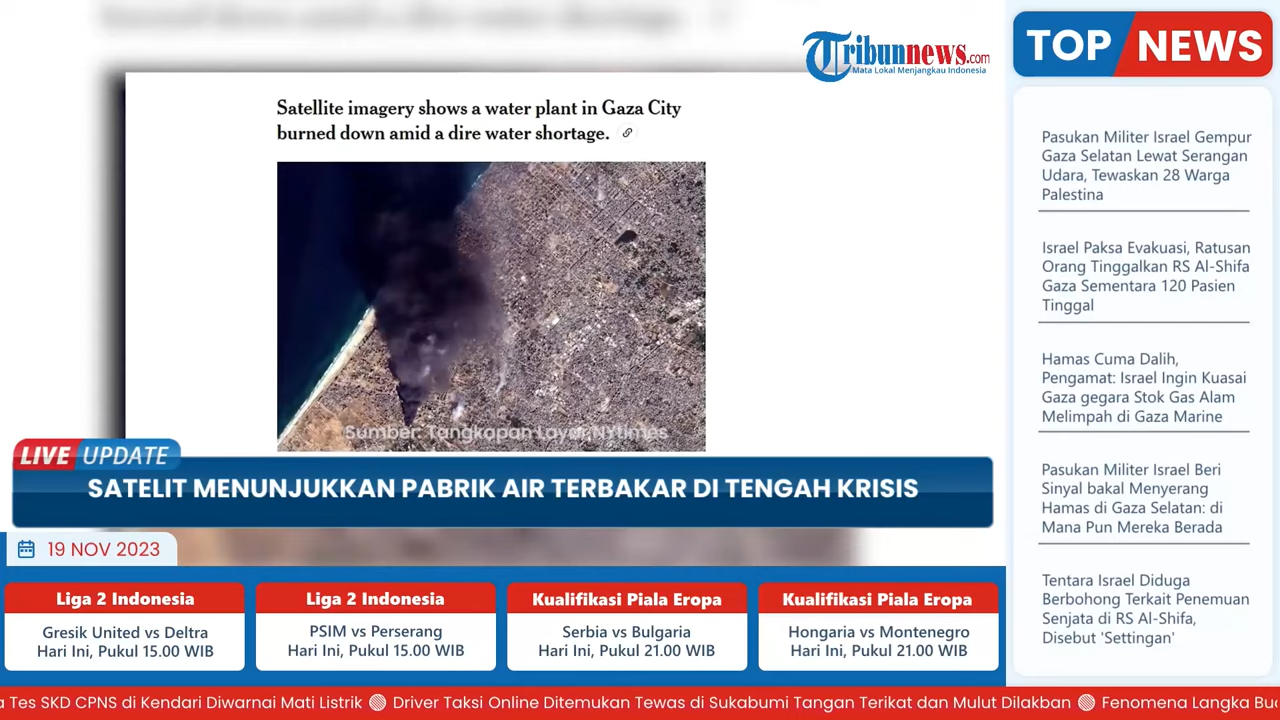 Tribunnews.com
Mata Lokal Menjangkau Indonesia
TOP NEWS
Satellite imagery shows a water plant in Gaza City
burned down amid a dire water shortage.
Sumber: Tangkapan Layar NYtimes
LIVE UPDATE
SATELIT MENUNJUKKAN PABRIK AIR TERBAKAR DI TENGAH KRISIS
19 NOV 2023
Pasukan Militer Israel Gempur
Gaza Selatan Lewat Serangan
Udara, Tewaskan 28 Warga
Palestina
Israel Paksa Evakuasi, Ratusan
Orang Tinggalkan RS Al-Shifa
Gaza Sementara 120 Pasien
Tinggal
Hamas Cuma Dalih,
Pengamat: Israel Ingin Kuasai
Gaza gegara Stok Gas Alam
Melimpah di Gaza Marine
Pasukan Militer Israel Beri
Sinyal bakal Menyerang
Hamas di Gaza Selatan: di
Mana Pun Mereka Berada
Tentara Israel Diduga
Berbohong Terkait Penemuan
Senjata di RS Al-Shifa,
Disebut 'Settingan'
Liga 2 Indonesia
Gresik United vs Deltra
Hari Ini, Pukul 15.00 WIB
Liga 2 Indonesia
PSIM vs Perserang
Hari Ini, Pukul 15.00 WIB
Kualifikasi Piala Eropa
Serbia vs Bulgaria
Hari Ini, Pukul 21.00 WIB
Kualifikasi Piala Eropa
Hongaria vs Montenegro
Hari Ini, Pukul 21.00 WIB
a Tes SKD CPNS di Kendari Diwarnai Mati Listrik Driver Taksi Online Ditemukan Tewas di Sukabumi Tangan Terikat dan Mulut Dilakban Fenomena Langka Bu